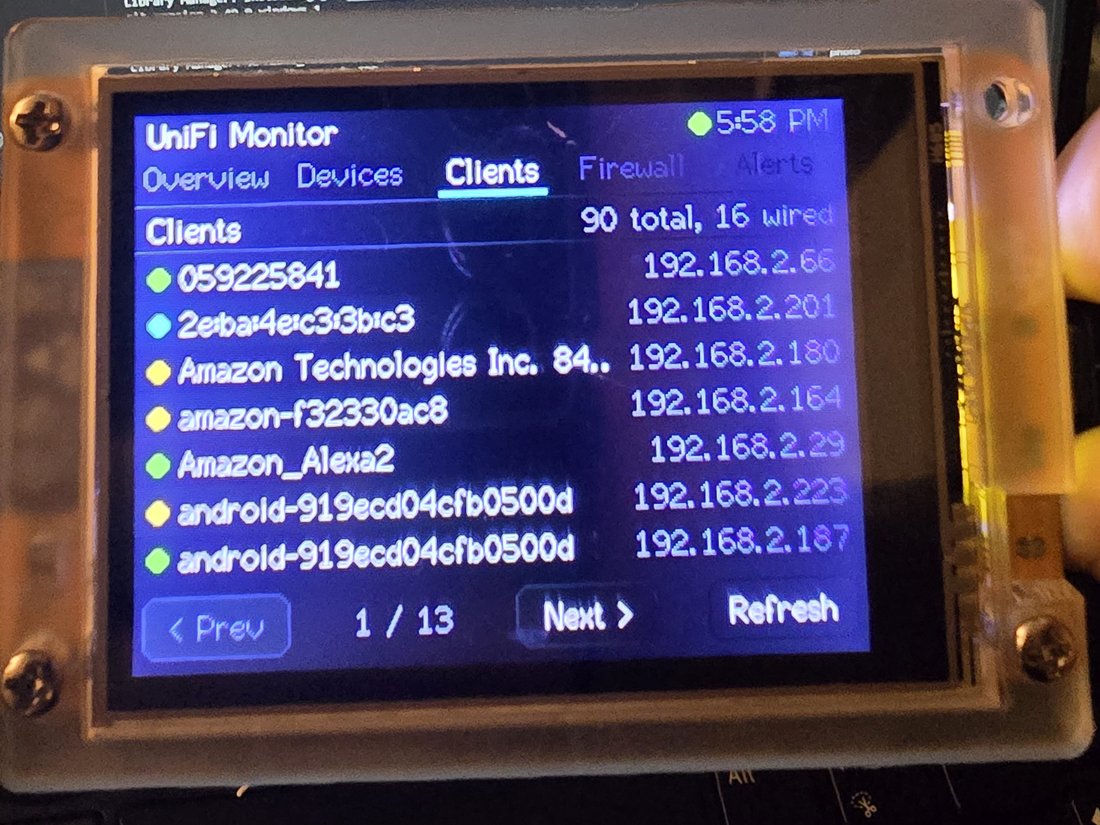 UniFi Monitor 5:58 PM
Overview Devices Clients Firewall Alerts
Clients 90 total, 16 wired
059225841 192.168.2.66
2e:ba:4e:c3:3b:c3 192.168.2.201
Amazon Technologies Inc. 84.. 192.168.2.180
amazon-f32330ac8 192.168.2.164
Amazon_Alexa2 192.168.2.29
android-919ecd04cfb0500d 192.168.2.223
android-919ecd04cfb0500d 192.168.2.187
< Prev 1 / 13 Next > Refresh
Alt